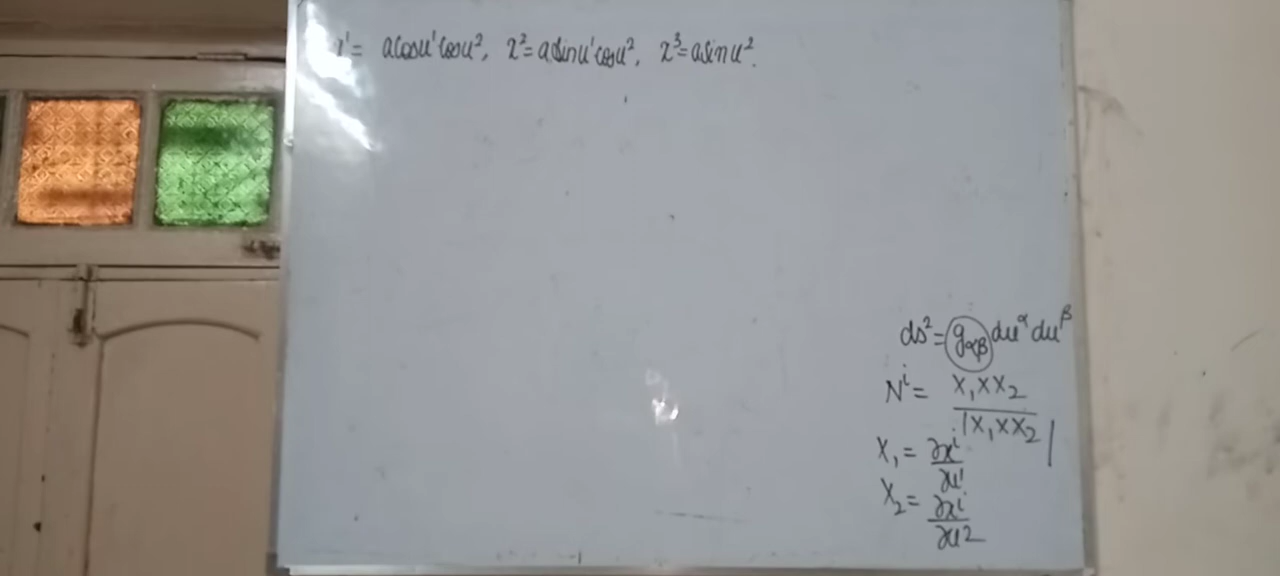 x¹ = acosu¹cosu², x² = asinu¹cosu², x³ = asinu².
ds² = gαβ duᵅ duᵝ
Nⁱ = X₁ × X₂ / |X₁ × X₂|
X₁ = ∂xⁱ / ∂u¹
X₂ = ∂xⁱ / ∂u²